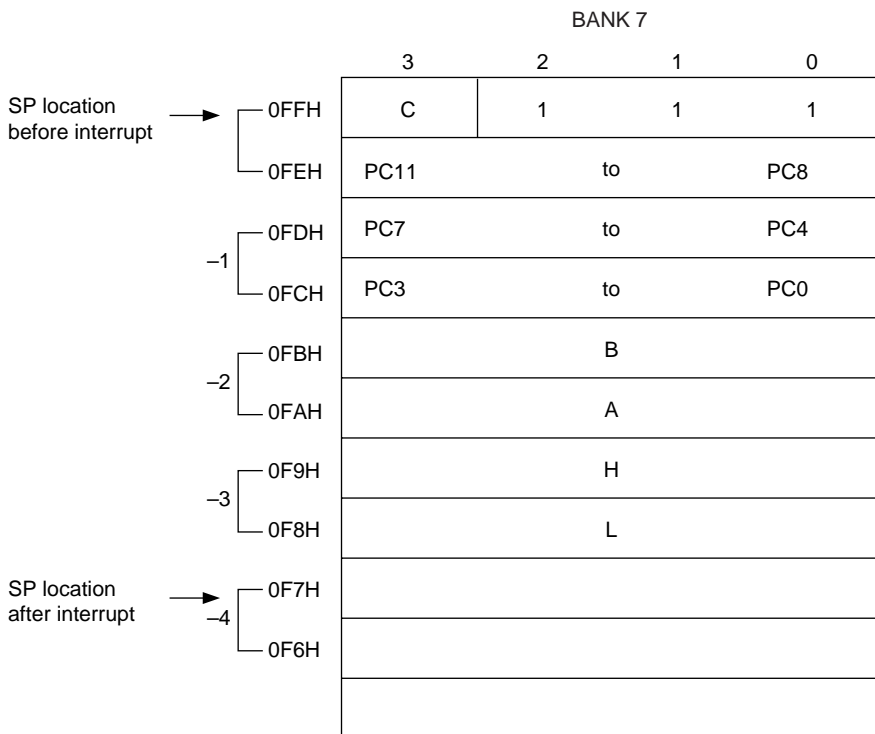 BANK 7
3 2 1 0
SP location
before interrupt
0FFH C 1 1 1
0FEH PC11 to PC8
–1
0FDH PC7 to PC4
0FCH PC3 to PC0
–2
0FBH B
0FAH A
–3
0F9H H
0F8H L
SP location
after interrupt
–4
0F7H
0F6H